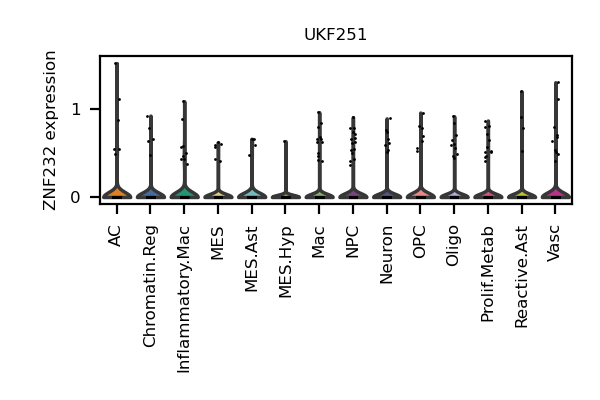 UKF251
ZNF232 expression
1
0
AC
Chromatin.Reg
Inflammatory.Mac
MES
MES.Ast
MES.Hyp
Mac
NPC
Neuron
OPC
Oligo
Prolif.Metab
Reactive.Ast
Vasc